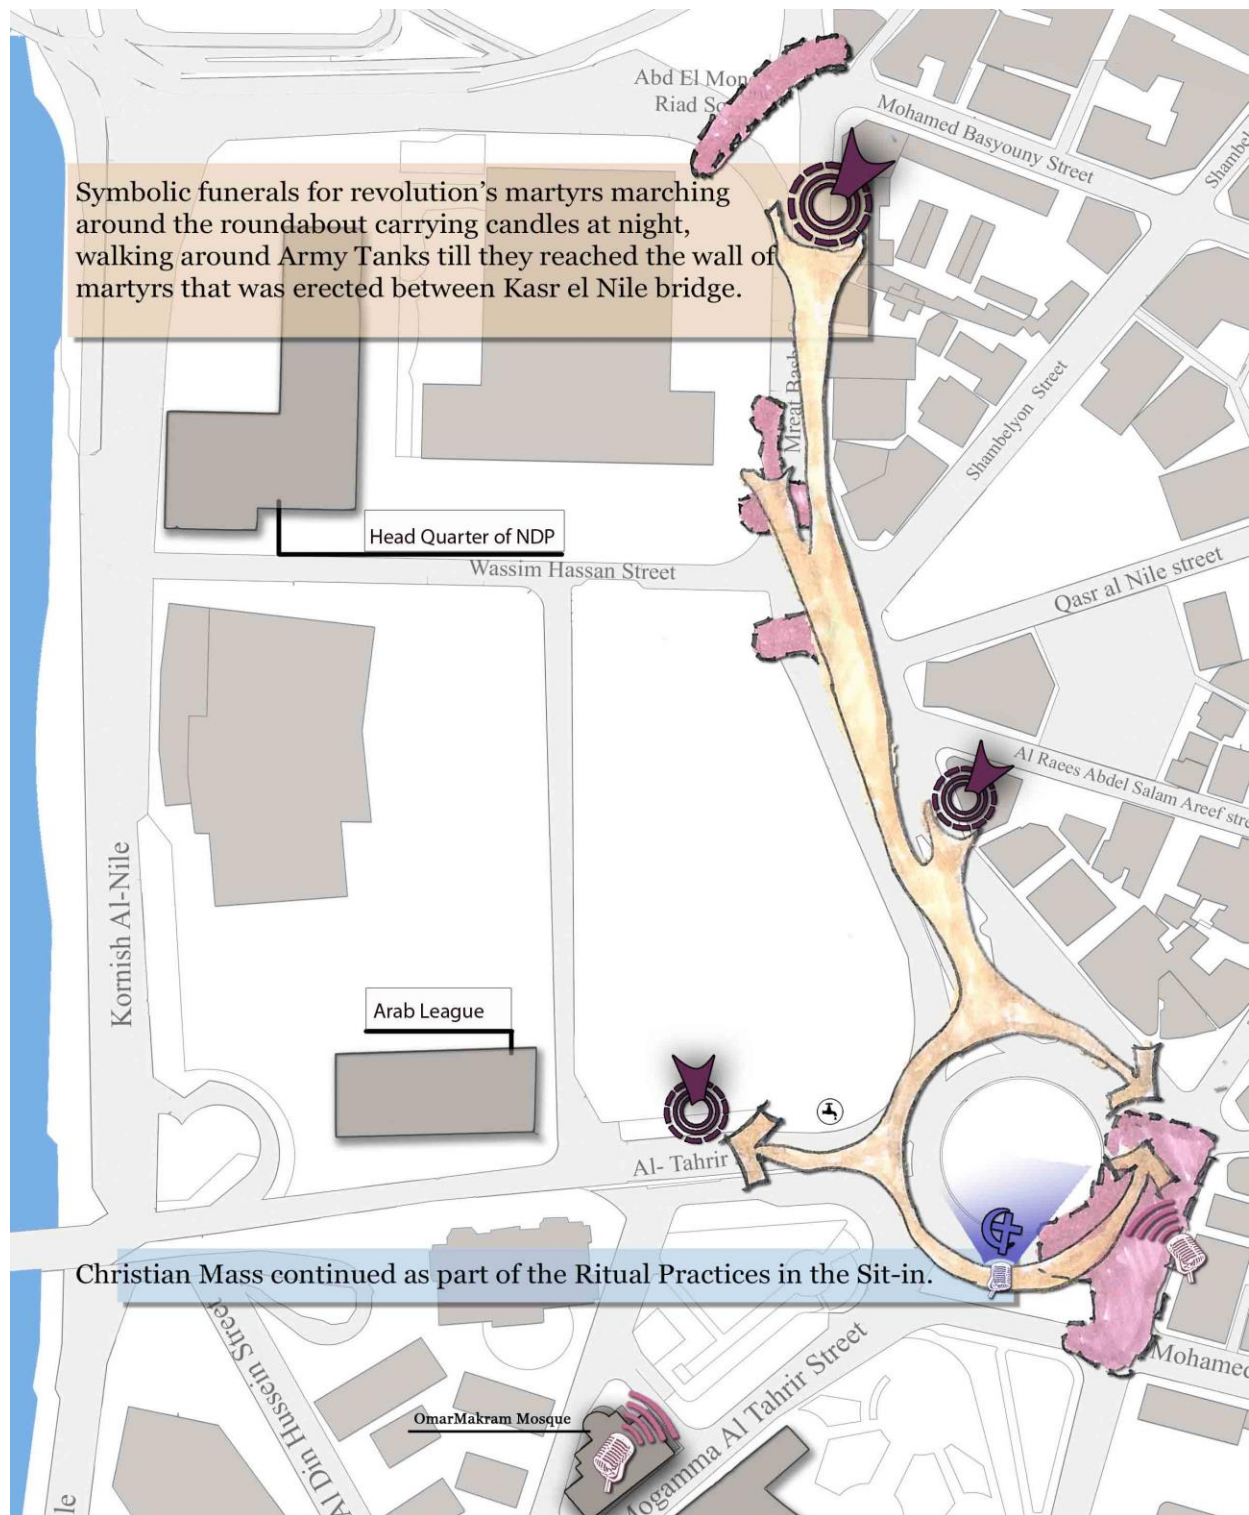 Abd El Mon
Riad Sq
Mohamed Basyouny Street
Shambel
Symbolic funerals for revolution's martyrs marching
around the roundabout carrying candles at night,
walking around Army Tanks till they reached the wall of
martyrs that was erected between Kasr el Nile bridge.
Mreat Basha
Shambelyon Street
Head Quarter of NDP
Wassim Hassan Street
Qasr al Nile street
Al Raees Abdel Salam Areef stre
Kornish Al-Nile
Arab League
Al- Tahrir
Christian Mass continued as part of the Ritual Practices in the Sit-in.
Al Din Hussein Street
Mohamed
OmarMakram Mosque
Mogamma Al Tahrir Street
le